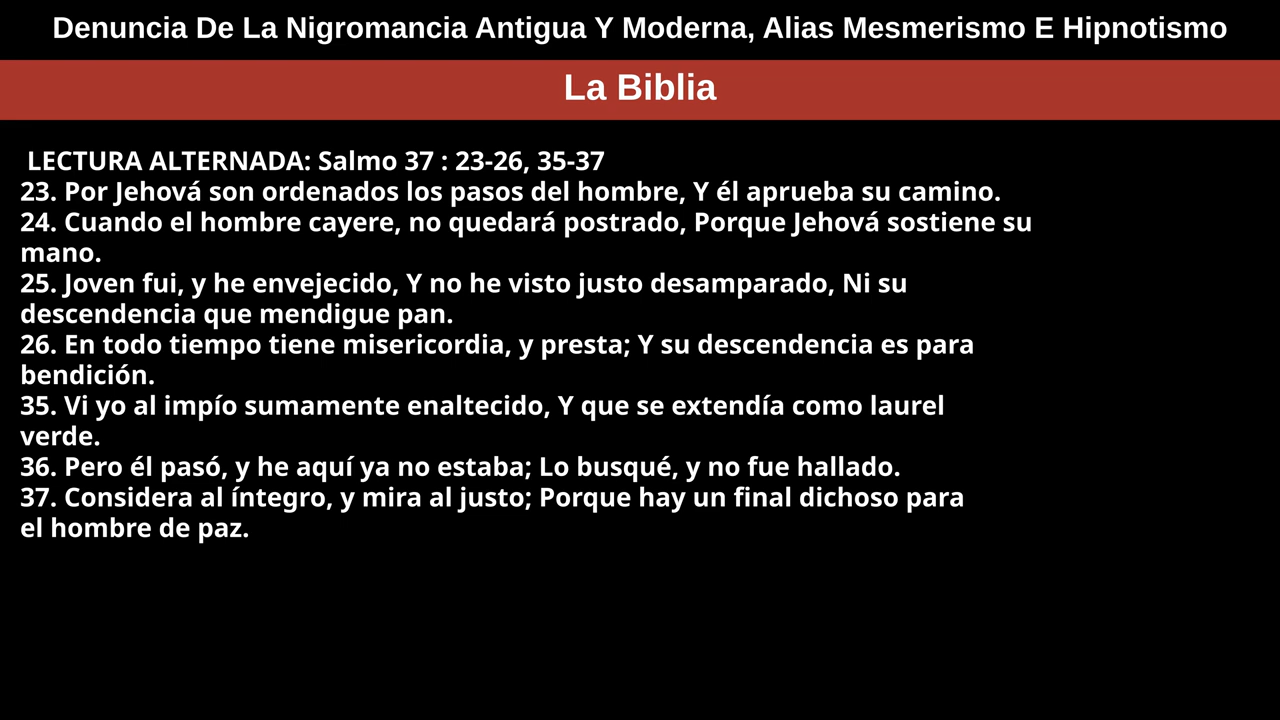 Denuncia De La Nigromancia Antigua Y Moderna, Alias Mesmerismo E Hipnotismo
La Biblia
LECTURA ALTERNADA: Salmo 37 : 23-26, 35-37
23. Por Jehová son ordenados los pasos del hombre, Y él aprueba su camino.
24. Cuando el hombre cayere, no quedará postrado, Porque Jehová sostiene su
mano.
25. Joven fui, y he envejecido, Y no he visto justo desamparado, Ni su
descendencia que mendigue pan.
26. En todo tiempo tiene misericordia, y presta; Y su descendencia es para
bendición.
35. Vi yo al impío sumamente enaltecido, Y que se extendía como laurel
verde.
36. Pero él pasó, y he aquí ya no estaba; Lo busqué, y no fue hallado.
37. Considera al íntegro, y mira al justo; Porque hay un final dichoso para
el hombre de paz.